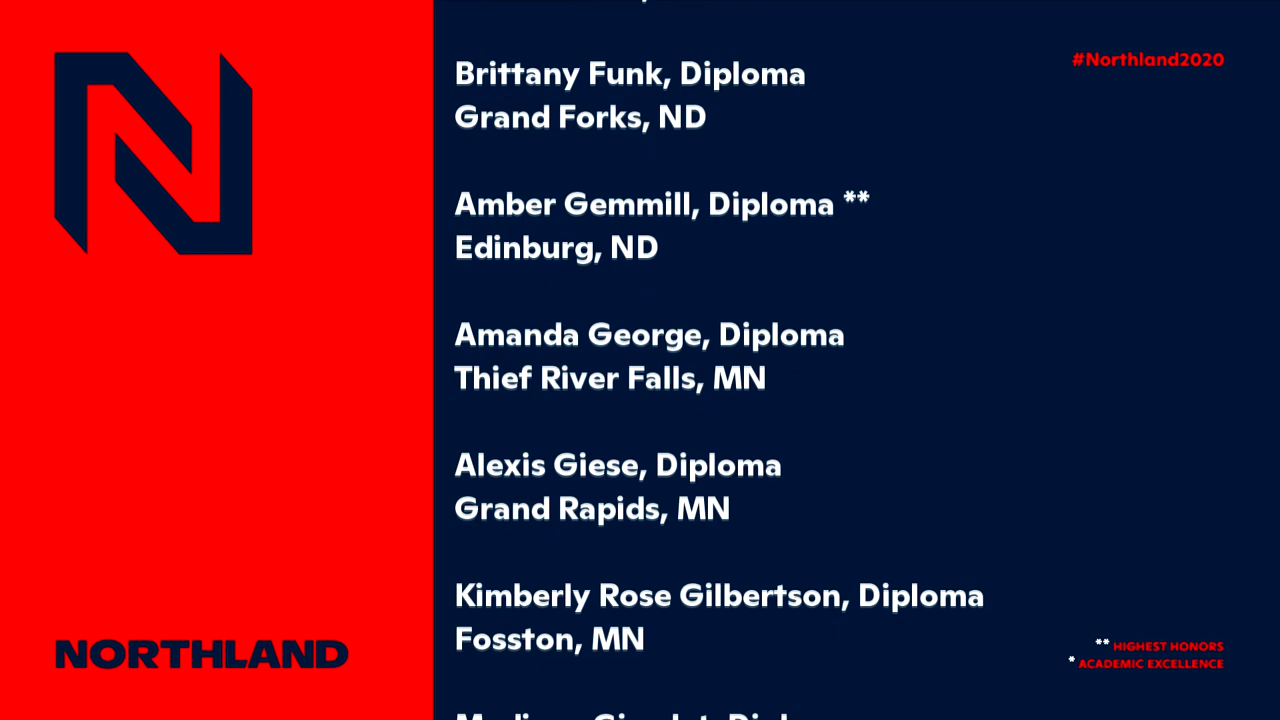 #Northland2020
Brittany Funk, Diploma
Grand Forks, ND
Amber Gemmill, Diploma **
Edinburg, ND
Amanda George, Diploma
Thief River Falls, MN
Alexis Giese, Diploma
Grand Rapids, MN
Kimberly Rose Gilbertson, Diploma
Fosston, MN
NORTHLAND
** HIGHEST HONORS
* ACADEMIC EXCELLENCE